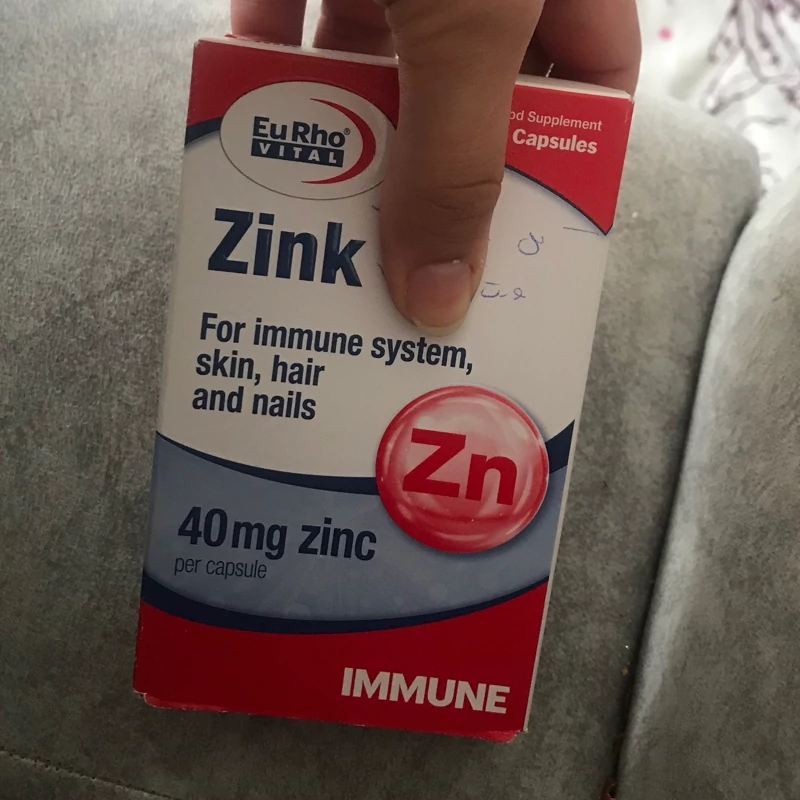 EuRho®
VITAL
od Supplement
Capsules
Zink
For immune system,
skin, hair
and nails
Zn
40mg zinc
per capsule
IMMUNE